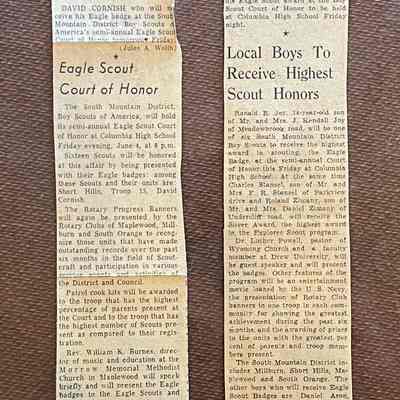 DAVID CORNISH who will re-
ceive his Eagle badge at the South
Mountain District Boy Scouts of
America's semi-annual Eagle Scout
Court of Honor tomorrow Friday
(Jules A. Wolin)
Eagle Scout
Court of Honor
The South Mountain District,
Boy Scouts of America, will hold
its semi-annual Eagle Scout Court
of Honor at Columbia High School
Friday evening, June 4, at 8 pm.
Sixteen Scouts will be honored
at this affair by being presented
with their Eagle badges: among
these Scouts and their units are:
Short Hills, Troop 15, David
Cornish.
The Rotary Progress Banners
will again be presented by the
Rotary Clubs of Maplewood, Mill-
burn and South Orange to recog-
nize those units that have made
outstanding records over the past
six months in the field of Scout-
craft and participation in various
service events and activities of
the District and Council.
Patrol cook kits will be awarded
to the troop that has the highest
percentage of parents present at
the Court and to the troop that has
the highest number of Scouts pres-
ent as compared to their regis-
tration.
Rev. William K. Burns, direc-
tor of music and education at the
Morrow Memorial Methodist
Church in Maplewood will speak
briefly and will present the Eagle
badges to the Eagle Scouts and
his Eagle Scout award at the Boy
Scout Court of Honor to be held
at Columbia High School Friday
night.
Local Boys To
Receive Highest
Scout Honors
Ronald E. Joy, 14-year-old son
of Mr. and Mrs. J. Kendall Joy
of Meadowbrook road, will be one
of six South Mountain District
Boy Scouts to receive the highest
award in scouting, the Eagle
Badge, at the semi-annual Court
of Honor this Friday at Columbia
High School. At the same time
Charles Stansel, son of Mr. and
Mrs. F. R. Stansel of Parkview
drive and Roland son of
Mr. and Mrs. Daniel of
Undercliff road, will receive the
Silver Award, the highest award
in the Explorer Scout program.
Dr. Luther Powell, pastor of
Wyoming Church and a faculty
member at Drew University, will
be guest speaker and will present
the badges. Other features of the
program will be an entertainment
movie loaned by the U. S. Navy,
the presentation of Rotary Club
banners to one troop in each com-
munity for showing the greatest
achievement during the past six
months and the awarding of prizes
to the units with the greatest per
cent of parents and troop mem-
bers present.
The South Mountain District in-
cludes Millburn, Short Hills, Ma-
plewood and South Orange. The
other boys who will receive Eagle
Scout Badges are Daniel